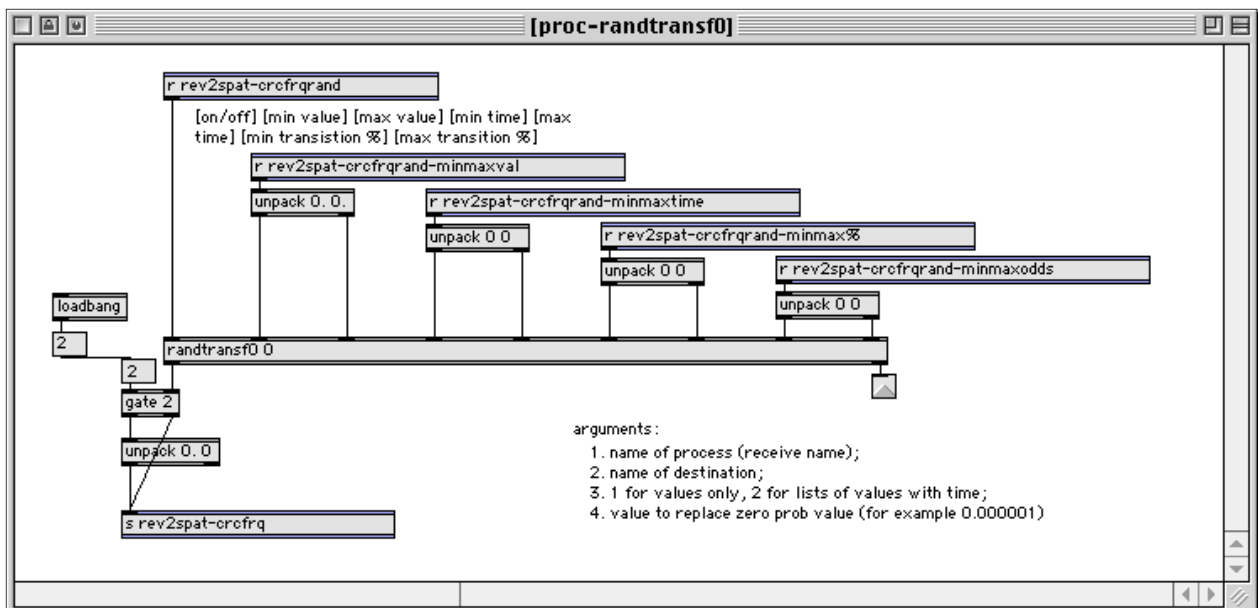 [proc-randtransf0]
r rev2spat-crcfrqrand
[on/off] [min value] [max value] [min time] [max
time] [min transistion %] [max transition %]
r rev2spat-crcfrqrand-minmaxval
unpack 0. 0.
r rev2spat-crcfrqrand-minmaxtime
unpack 0 0
r rev2spat-crcfrqrand-minmax%
unpack 0 0
r rev2spat-crcfrqrand-minmaxodds
unpack 0 0
loadbang
2
randtransf0 0
2
gate 2
unpack 0. 0
s rev2spat-crcfrq
arguments:
1. name of process (receive name);
2. name of destination;
3. 1 for values only, 2 for lists of values with time;
4. value to replace zero prob value (for example 0.000001)